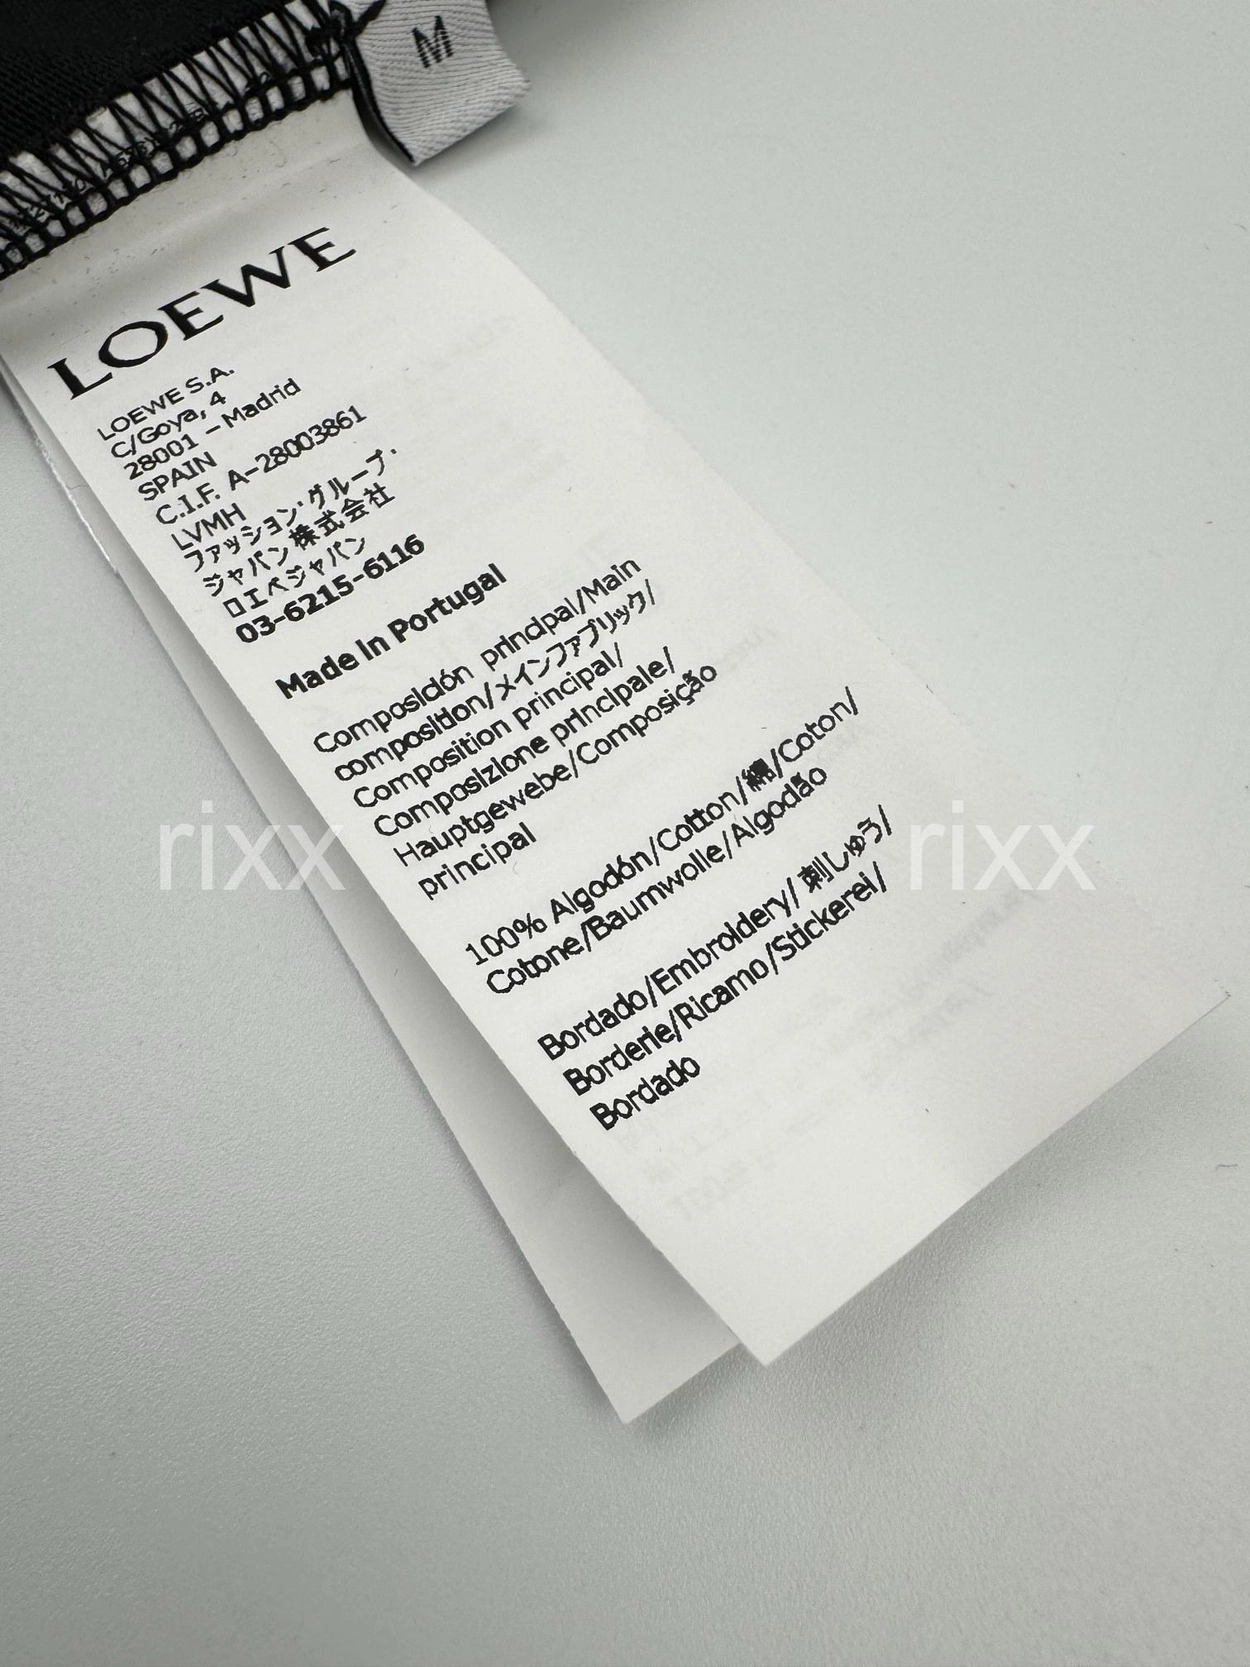 M
LOEWE
LOEWE S.A.
C/Goya, 4
28001 – Madrid
SPAIN
C.I.F. A-28003861
LVMH
ファッション・グループ・
ジャパン 株式会社
ロエベジャパン
03-6215-6116
Made in Portugal
Composición principal/Main
composition/メインファブリック/
Composition principal/
Composizione principale/
Hauptgewebe/Composição
principal
100% Algodón/Cotton/綿/Coton/
Cotone/Baumwolle/Algodão
Bordado/Embroidery/ 刺しゅう/
Borderie/Ricamo/Stickerei/
Bordado
rixx rixx